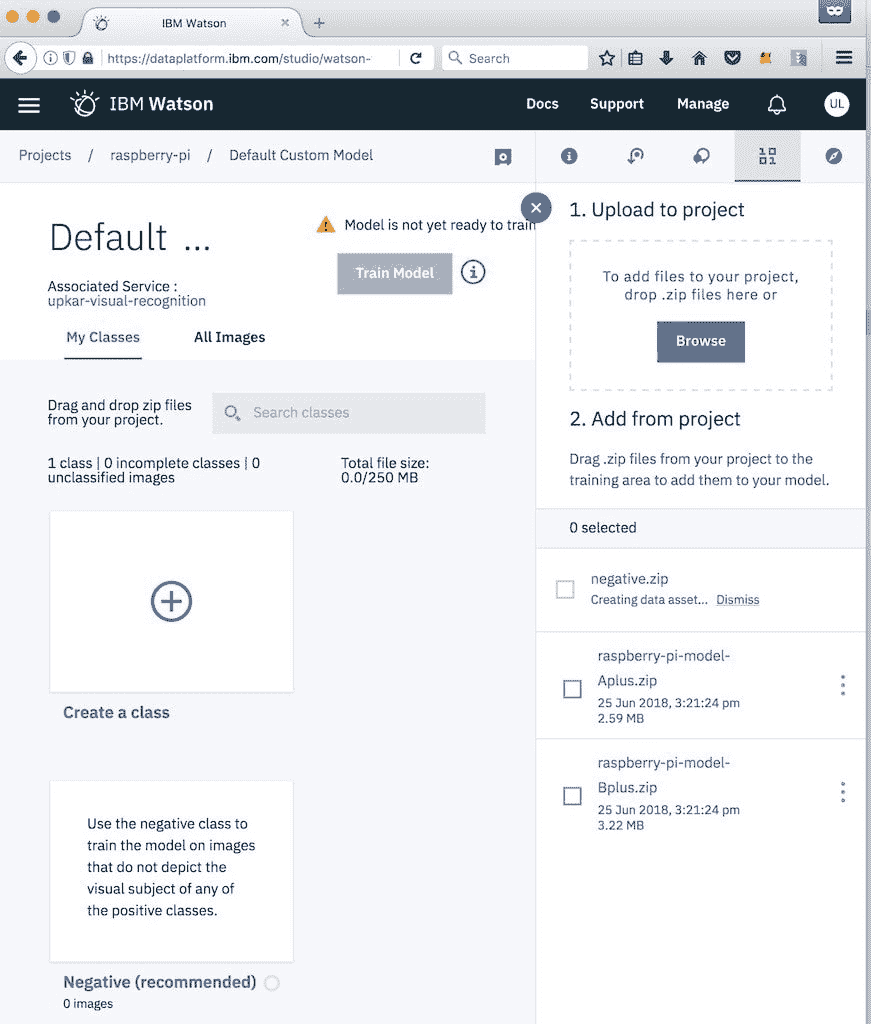 IBM Watson
https://dataplatform.ibm.com/studio/watson-
Search
IBM Watson
Docs
Support
Manage
UL
Projects / raspberry-pi / Default Custom Model
Default ...
Model is not yet ready to train
Train Model
Associated Service :
upkar-visual-recognition
My Classes
All Images
Drag and drop zip files
from your project.
Search classes
1 class | 0 incomplete classes | 0
unclassified images
Total file size:
0.0/250 MB
Create a class
Use the negative class to
train the model on images
that do not depict the
visual subject of any of
the positive classes.
Negative (recommended)
0 images
1. Upload to project
To add files to your project,
drop .zip files here or
Browse
2. Add from project
Drag .zip files from your project to the
training area to add them to your model.
0 selected
negative.zip
Creating data asset... Dismiss
raspberry-pi-model-
Aplus.zip
25 Jun 2018, 3:21:24 pm
2.59 MB
raspberry-pi-model-
Bplus.zip
25 Jun 2018, 3:21:24 pm
3.22 MB